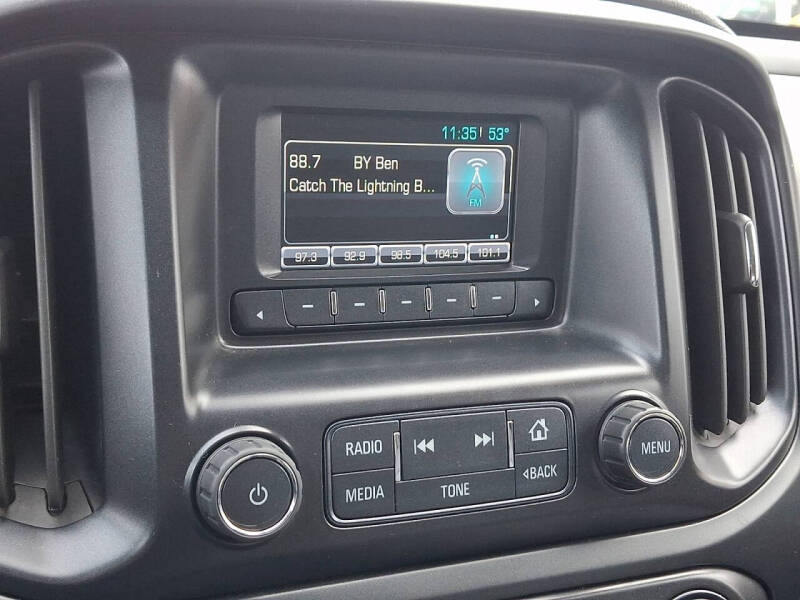 11:35 53°
88.7 BY Ben
Catch The Lightning B...
FM
97.3 92.9 98.5 104.5 101.1
RADIO
MENU
MEDIA TONE BACK